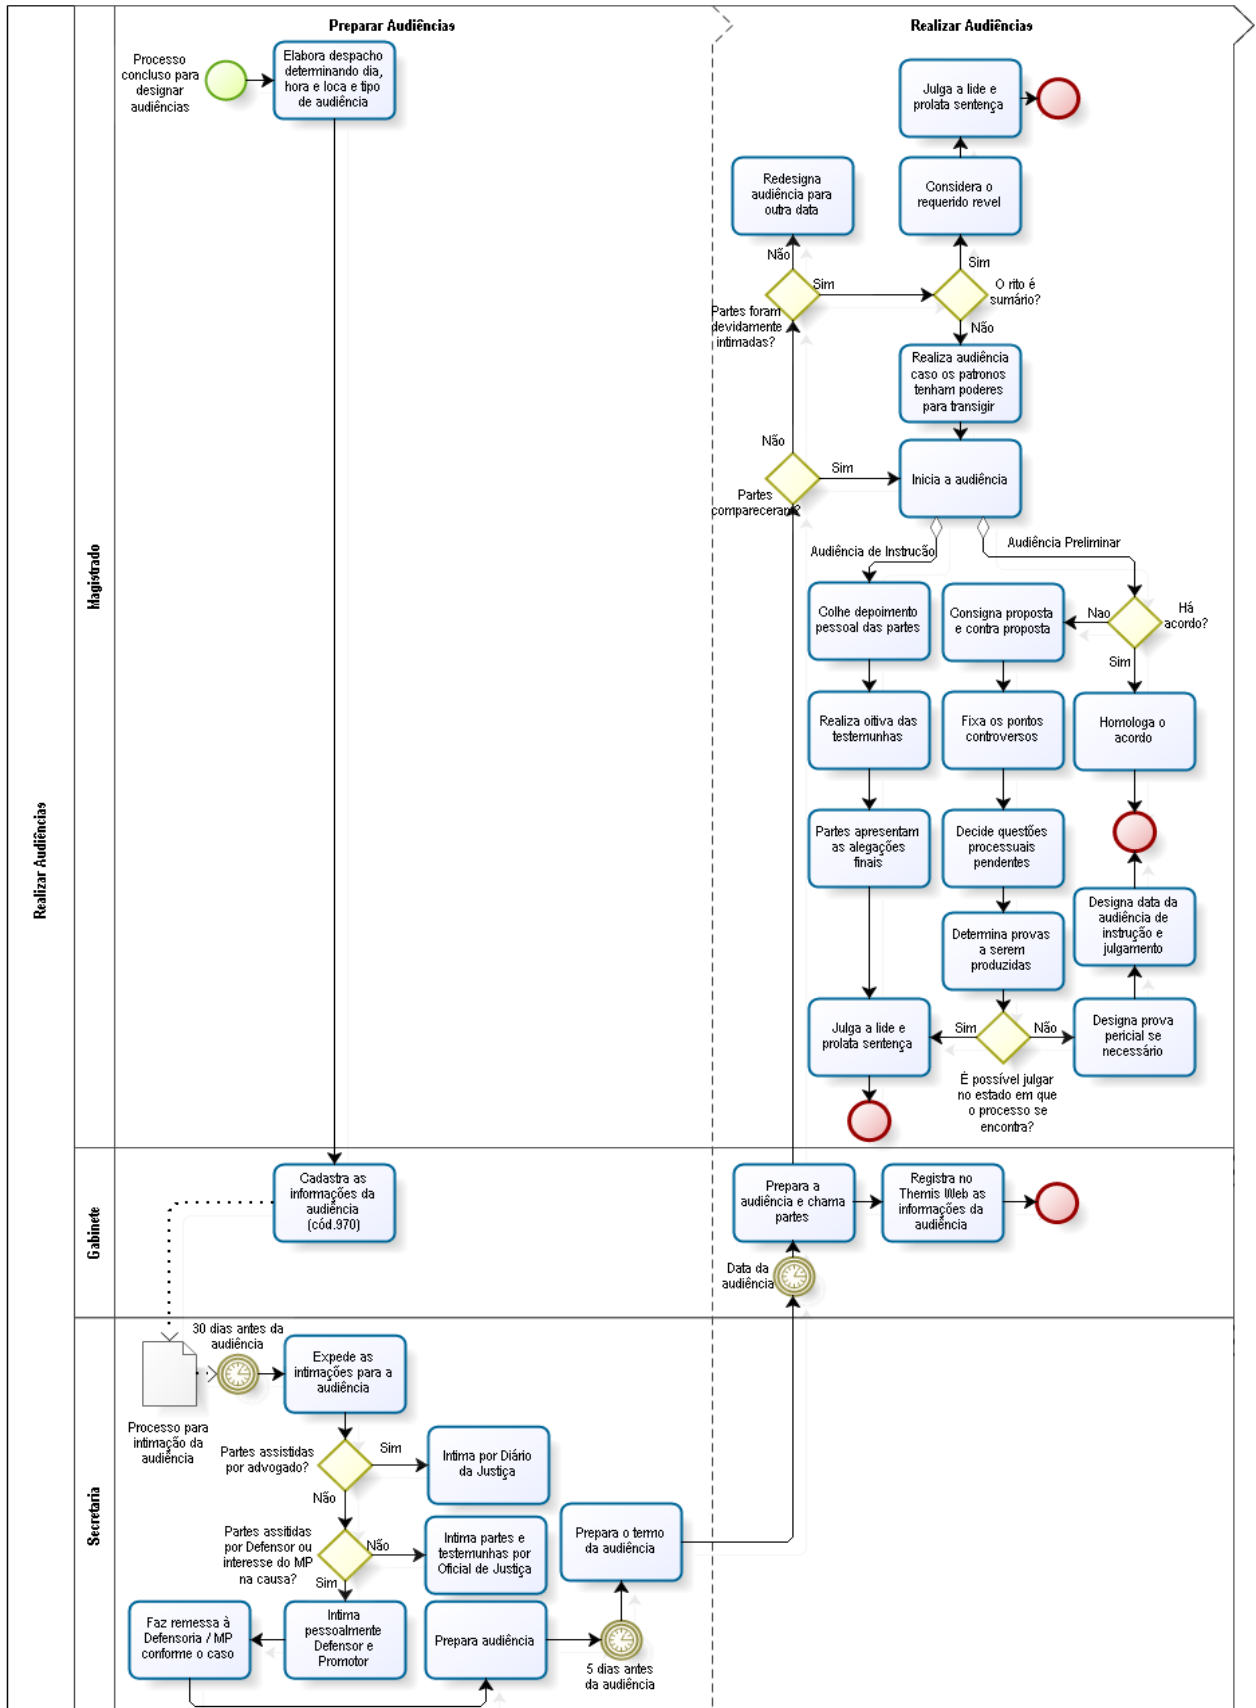 Preparar Audiências
Realizar Audiências
Realizar Audiências
Magistrado
Gabinete
Secretaria
Processo
concluso para
designar
audiências
Elabora despacho
determinando dia,
hora e loca e tipo
de audiência
Julga a lide e
prolata sentença
Redesigna
audiência para
outra data
Considera o
requerido revel
Não
Sim
Sim
O rito é
sumário?
Partes foram
devidamente
intimadas?
Não
Realiza audiência
caso os patronos
tenham poderes
para transigir
Não
Sim
Partes
compareceram?
Inicia a audiência
Audiência de Instrucão
Audiência Preliminar
Colhe depoimento
pessoal das partes
Consigna proposta
e contra proposta
Nao
Há
acordo?
Sim
Realiza oitiva das
testemunhas
Fixa os pontos
controversos
Homologa o
acordo
Partes apresentam
as alegações
finais
Decide questões
processuais
pendentes
Designa data da
audiência de
instrução e
julgamento
Determina provas
a serem
produzidas
Julga a lide e
prolata sentença
Sim
Não
Designa prova
pericial se
necessário
É possível julgar
no estado em que
o processo se
encontra?
Cadastra as
informações da
audiência
(cód.970)
Prepara a
audiência e chama
partes
Registra no
Themis Web as
informações da
audiência
Data da
audiência
30 dias antes da
audiência
Expede as
intimações para a
audiência
Processo para
intimação da
audiência
Partes assistidas
por advogado?
Sim
Intima por Diário
da Justiça
Não
Partes assitidas
por Defensor ou
interesse do MP
na causa?
Não
Intima partes e
testemunhas por
Oficial de Justiça
Prepara o termo
da audiência
Sim
Faz remessa à
Defensoria / MP
conforme o caso
Intima
pessoalmente
Defensor e
Promotor
Prepara audiência
5 dias antes
da audiência